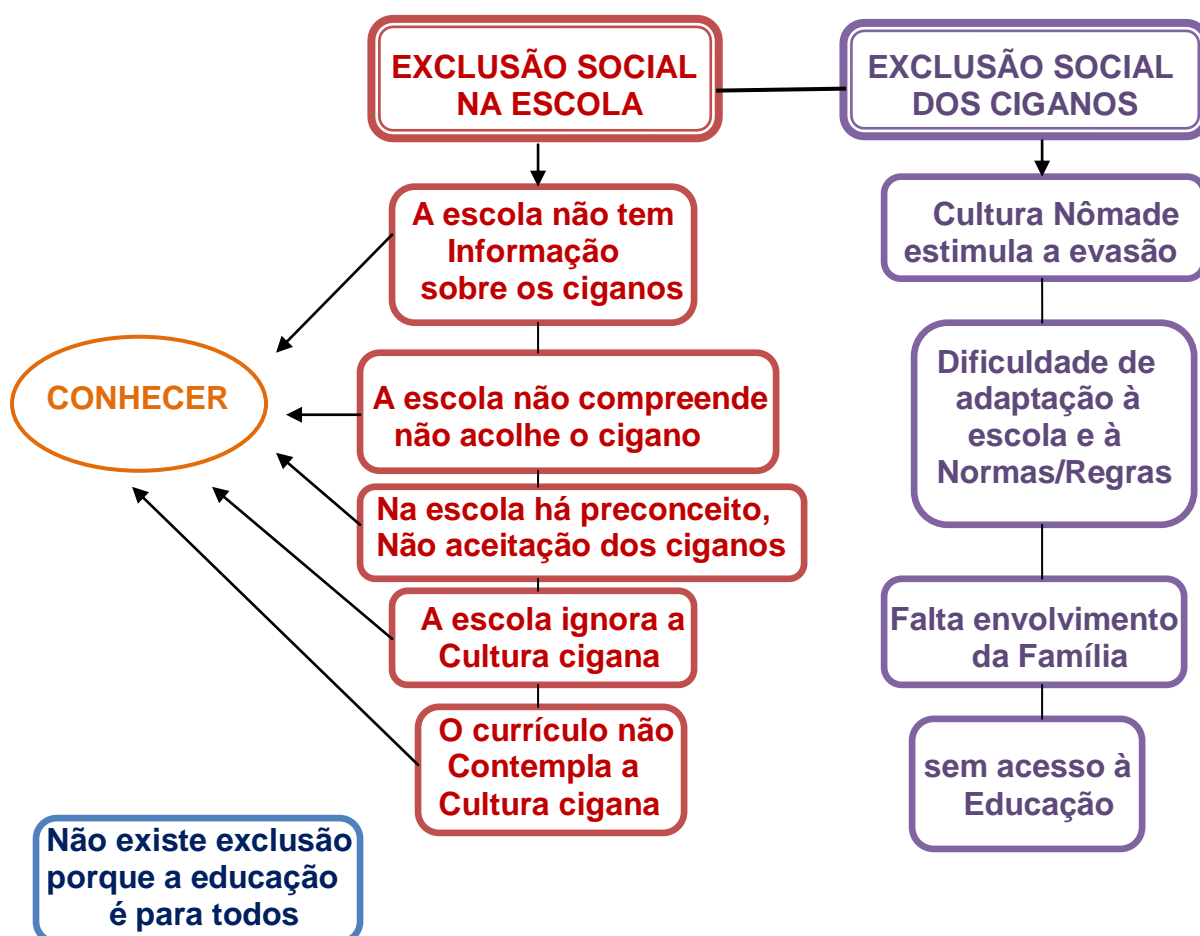 EXCLUSÃO SOCIAL
NA ESCOLA
EXCLUSÃO SOCIAL
DOS CIGANOS
A escola não tem
Informação
sobre os ciganos
Cultura Nômade
estimula a evasão
CONHECER
A escola não compreende
não acolhe o cigano
Dificuldade de
adaptação à
escola e à
Normas/Regras
Na escola há preconceito,
Não aceitação dos ciganos
A escola ignora a
Cultura cigana
Falta envolvimento
da Família
O currículo não
Contempla a
Cultura cigana
sem acesso à
Educação
Não existe exclusão
porque a educação
é para todos